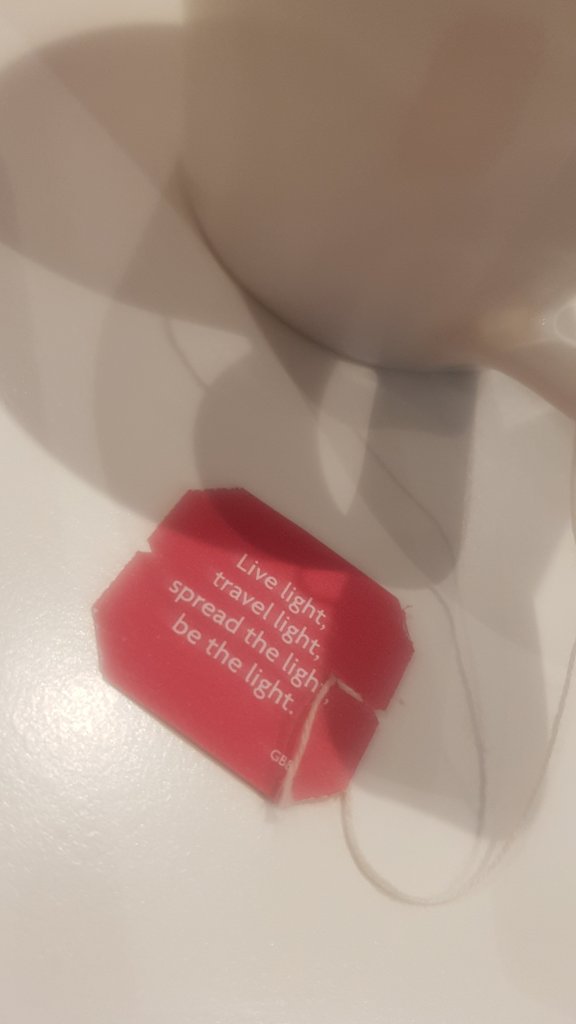 Live light,
travel light,
spread the light,
be the light.